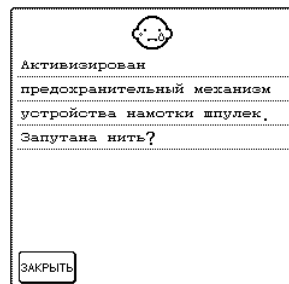 Активизирован
предохранительный механизм
устройства намотки шпулек.
Запутана нить?
ЗАКРЫТЬ